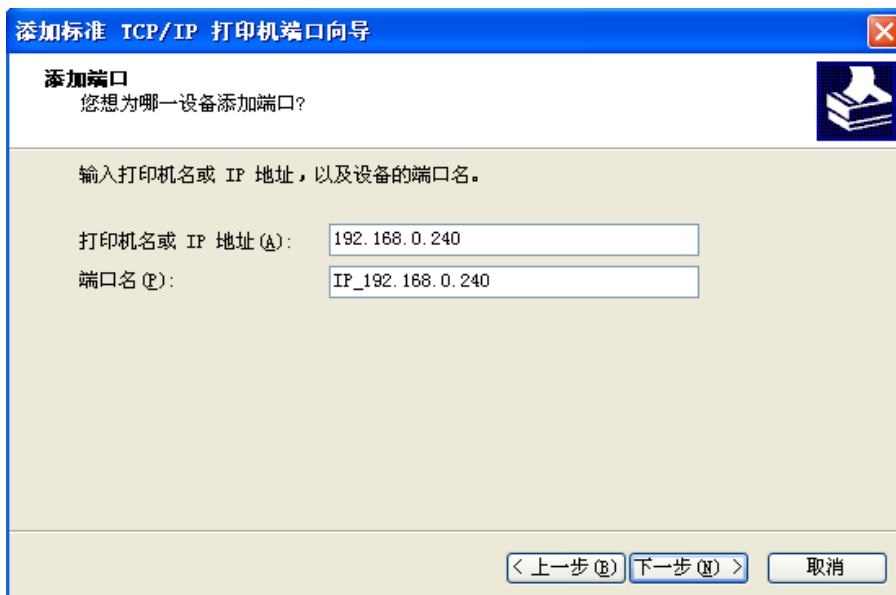 添加标准 TCP/IP 打印机端口向导
添加端口
您想为哪一设备添加端口?
输入打印机名或 IP 地址，以及设备的端口名。
打印机名或 IP 地址(A): 192.168.0.240
端口名(P): IP_192.168.0.240
< 上一步(B) 下一步(N) > 取消